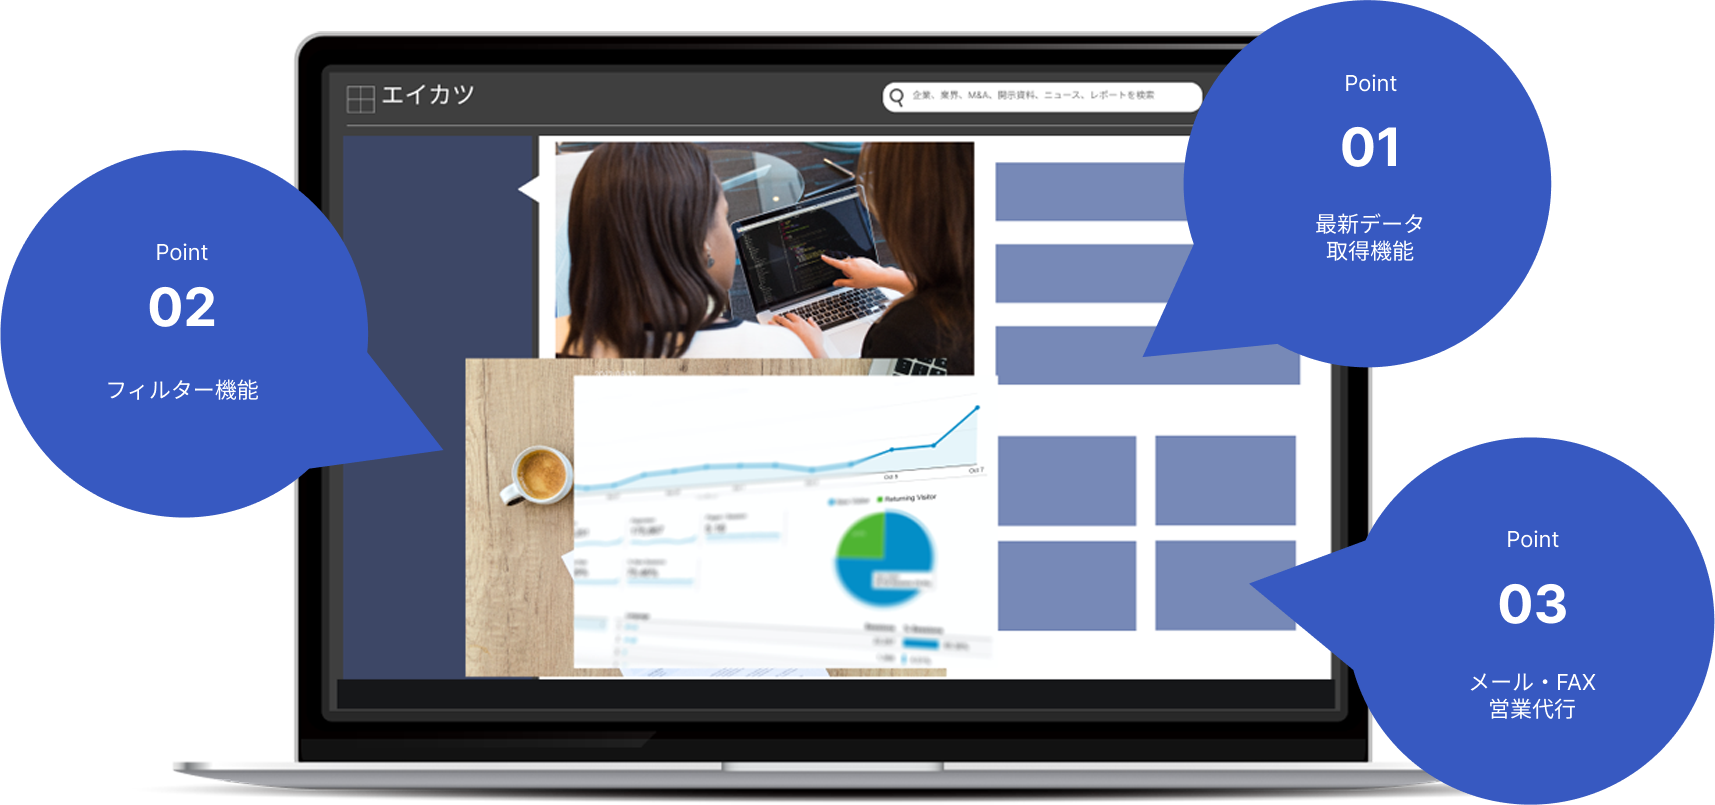 エイカツ
企業、業界、M&A、開示資料、ニュース、レポートを検索
Point
01
最新データ
取得機能
Point
02
フィルター機能
Oct 7
Returning Visitor
Point
03
メール・FAX
営業代行